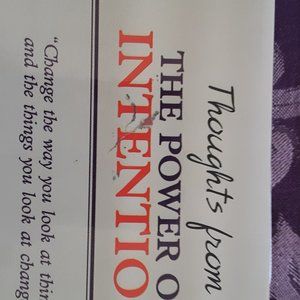 Thoughts from
THE POWER O
INTENTIO
“Change the way you look at thin
and the things you look at chang